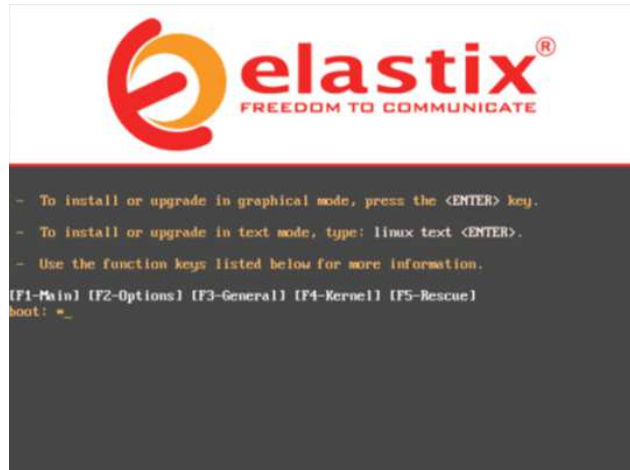 elastix®
FREEDOM TO COMMUNICATE
- To install or upgrade in graphical mode, press the <ENTER> key.
- To install or upgrade in text mode, type: linux text <ENTER>.
- Use the function keys listed below for more information.
[F1-Main] [F2-Options] [F3-General] [F4-Kernel] [F5-Rescue]
boot: =_